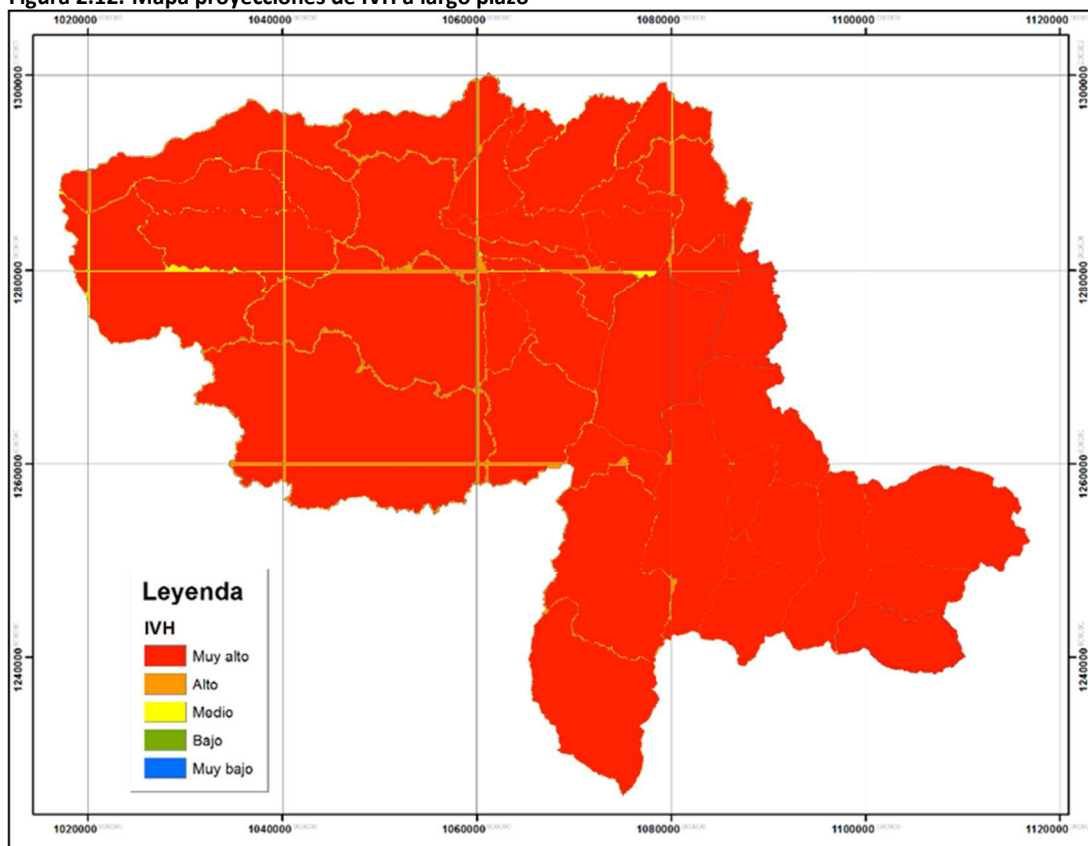 Figura 2.12. Mapa proyecciones de IVH a largo plazo
1020000 1040000 1060000 1080000 1100000 1120000
1300000 1300000
1280000 1280000
1260000 1260000
1240000 1240000
Leyenda
IVH
Muy alto
Alto
Medio
Bajo
Muy bajo
1020000 1040000 1060000 1080000 1100000 1120000